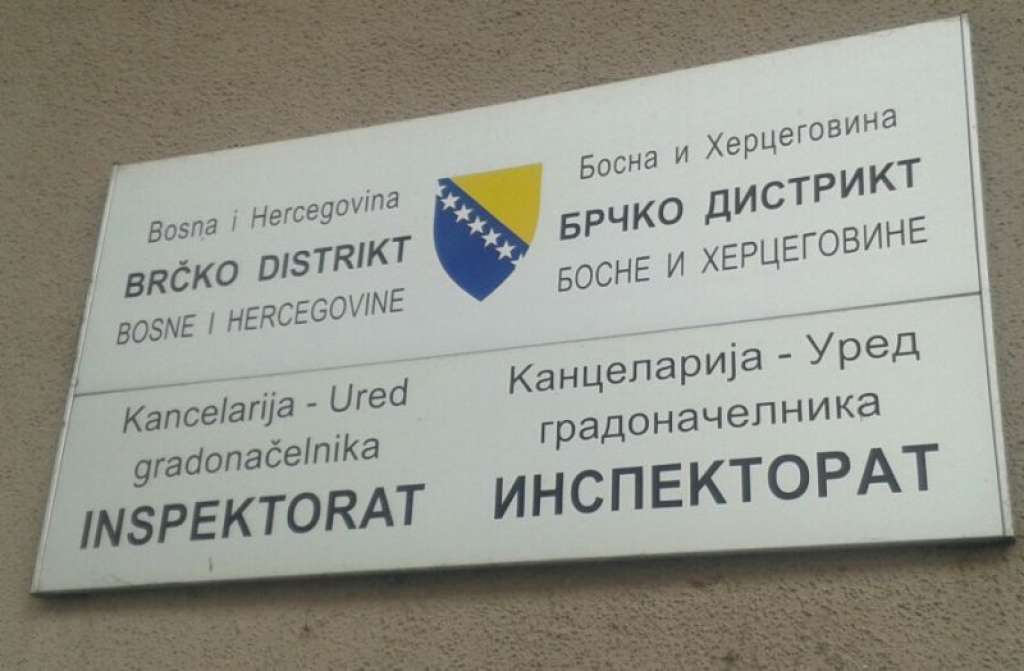 Bosna i Hercegovina
BRČKO DISTRIKT
BOSNE I HERCEGOVINE
Босна и Херцеговина
БРЧКО ДИСТРИКТ
БОСНЕ И ХЕРЦЕГОВИНЕ
Kancelarija - Ured
gradonačelnika
INSPEKTORAT
Канцеларија - Уред
градоначелника
ИНСПЕКТОРАТ